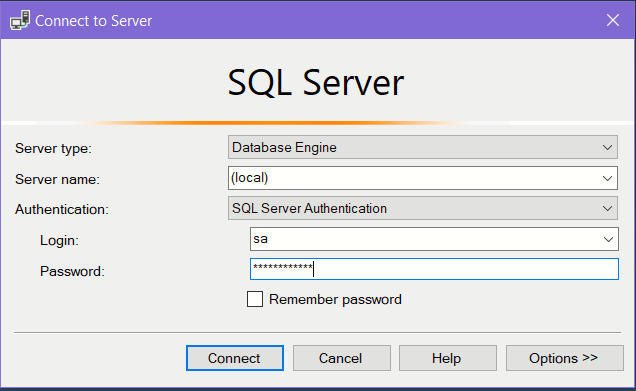 Connect to Server
SQL Server
Server type: Database Engine
Server name: (local)
Authentication: SQL Server Authentication
Login: sa
Password: ************
Remember password
Connect Cancel Help Options >>